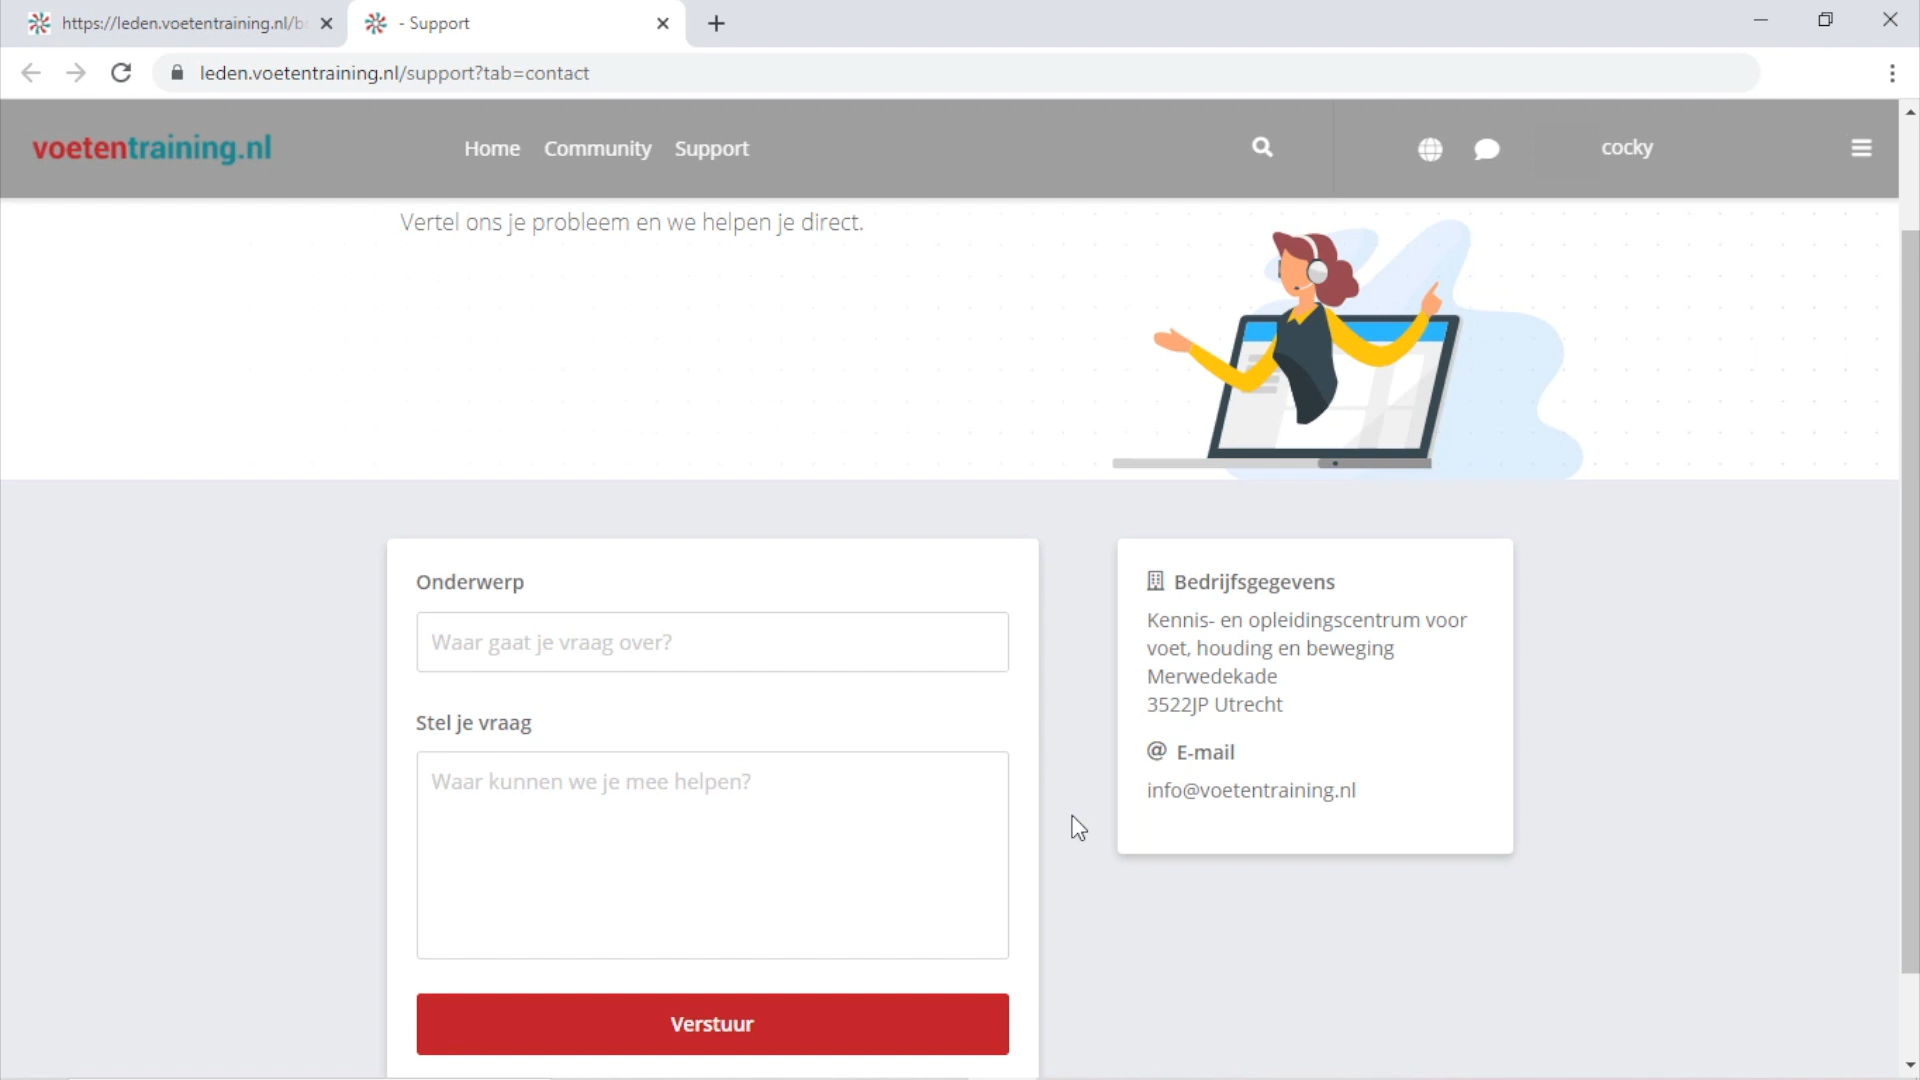 https://leden.voetentraining.nl/b
- Support
leden.voetentraining.nl/support?tab=contact
voetentraining.nl
Home Community Support
cocky
Vertel ons je probleem en we helpen je direct.
Onderwerp
Waar gaat je vraag over?
Stel je vraag
Waar kunnen we je mee helpen?
Verstuur
Bedrijfsgegevens
Kennis- en opleidingscentrum voor
voet, houding en beweging
Merwedekade
3522JP Utrecht
@ E-mail
info@voetentraining.nl